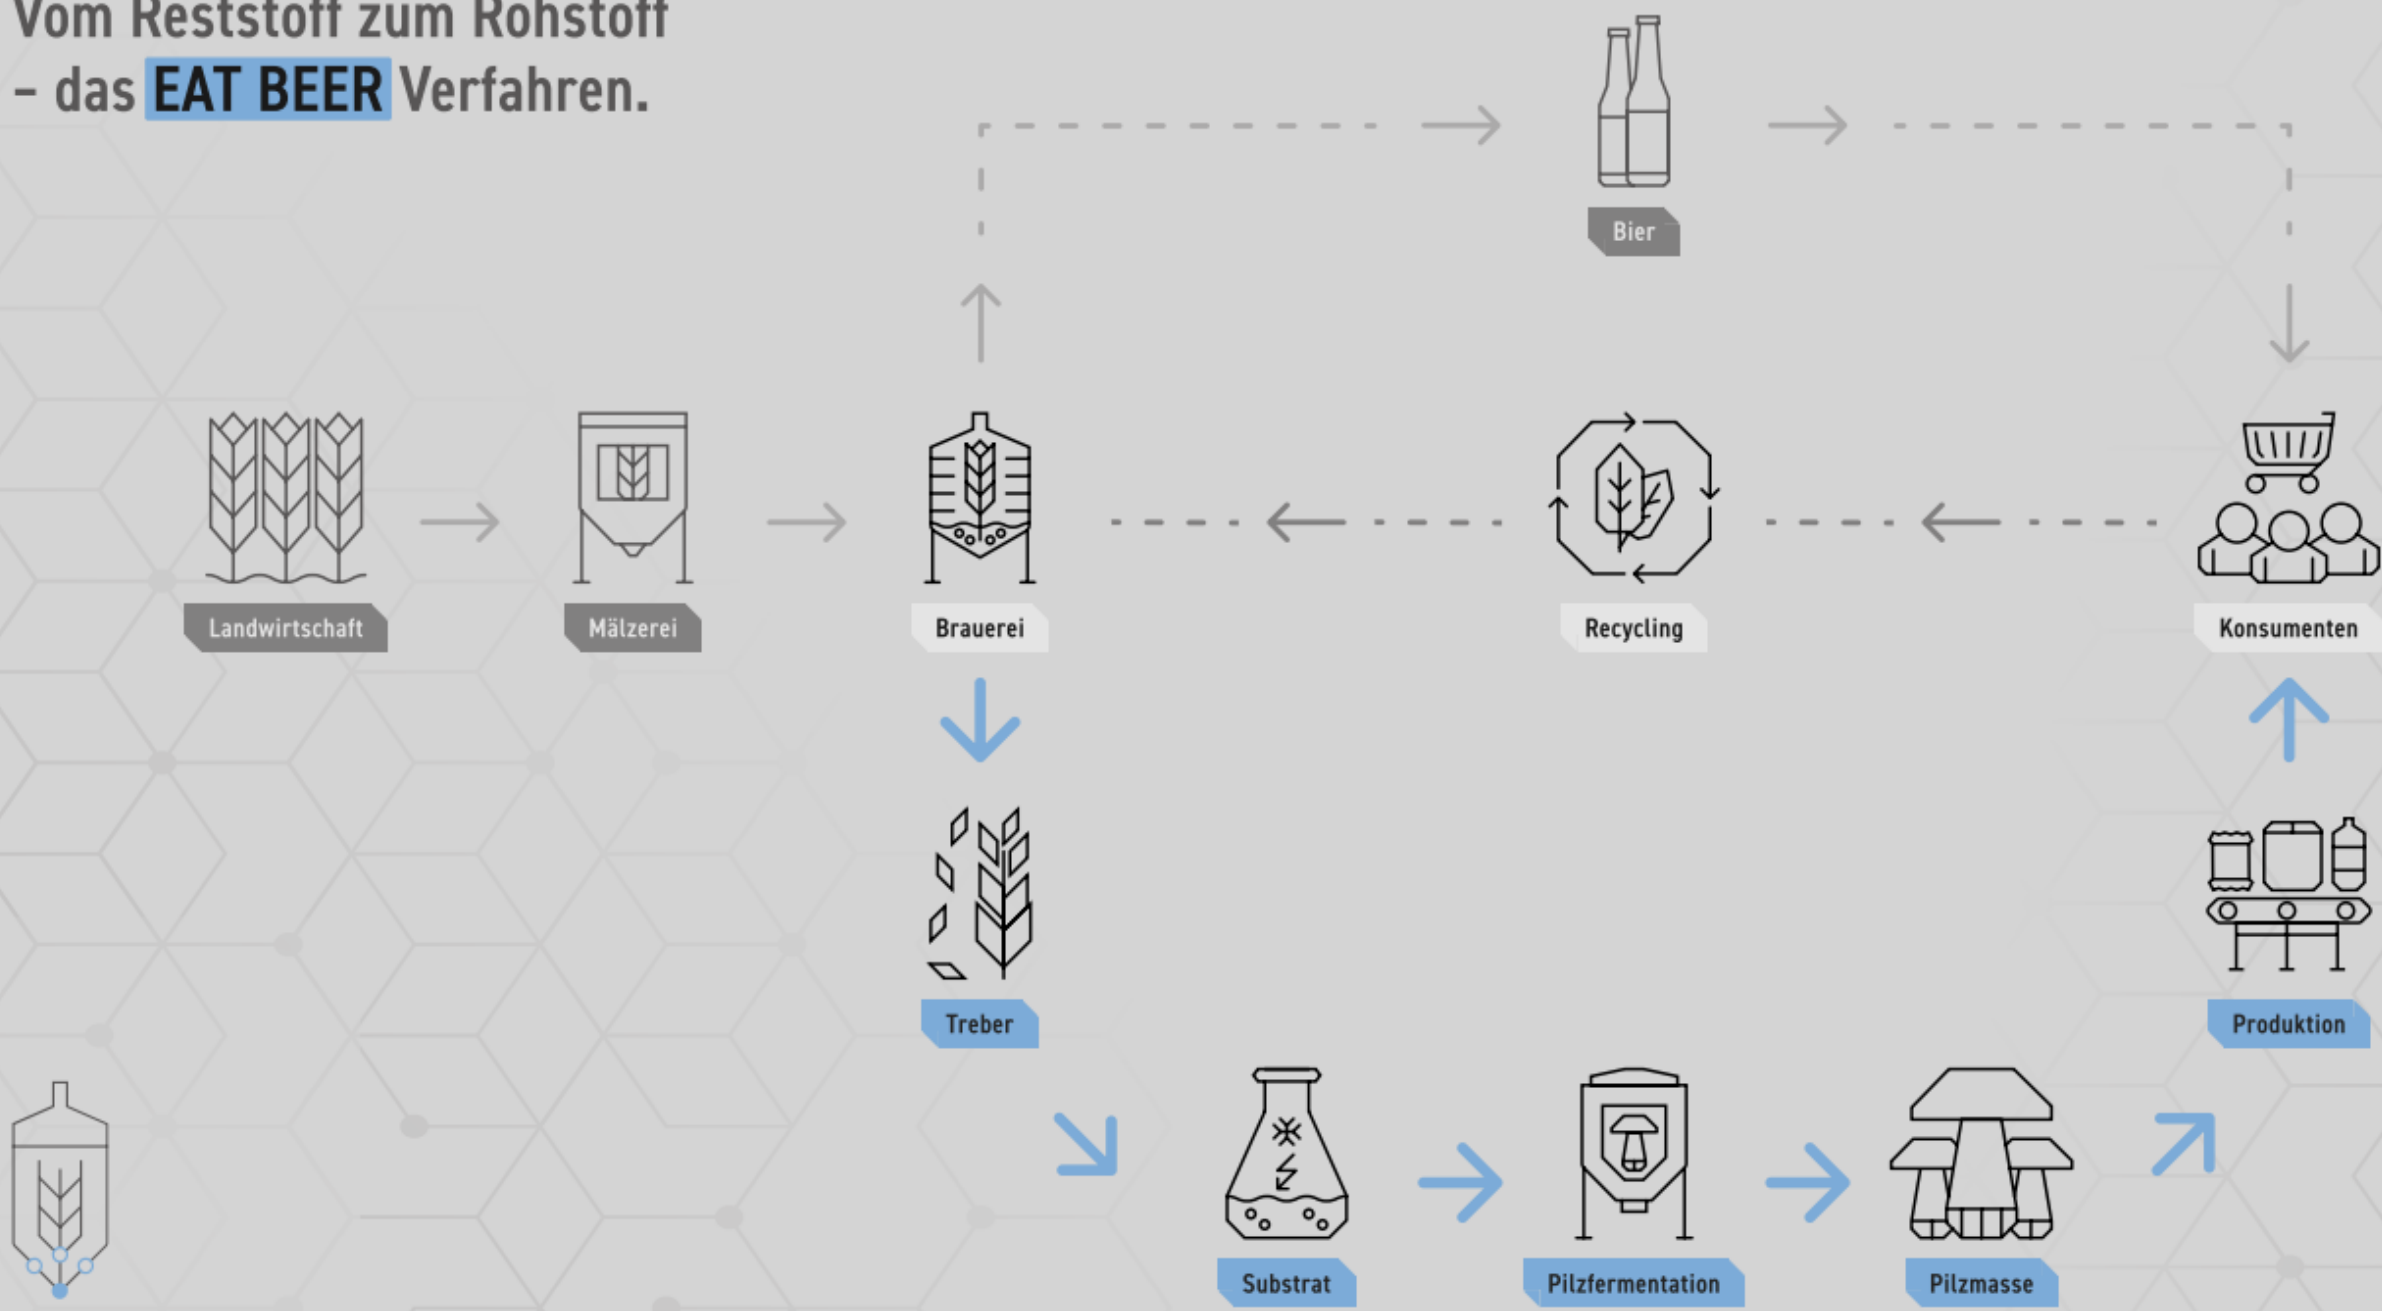 Vom Reststoff zum Rohstoff
– das EAT BEER Verfahren.
Bier
Landwirtschaft
Mälzerei
Brauerei
Recycling
Konsumenten
Treber
Produktion
Substrat
Pilzfermentation
Pilzmasse